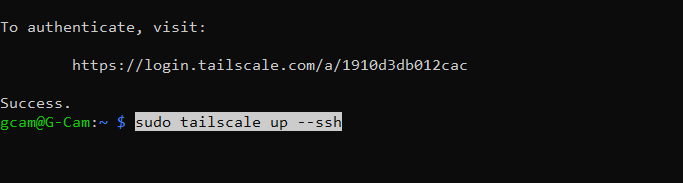 To authenticate, visit:
https://login.tailscale.com/a/1910d3db012cac
Success.
gcam@G-Cam:~ $ sudo tailscale up --ssh